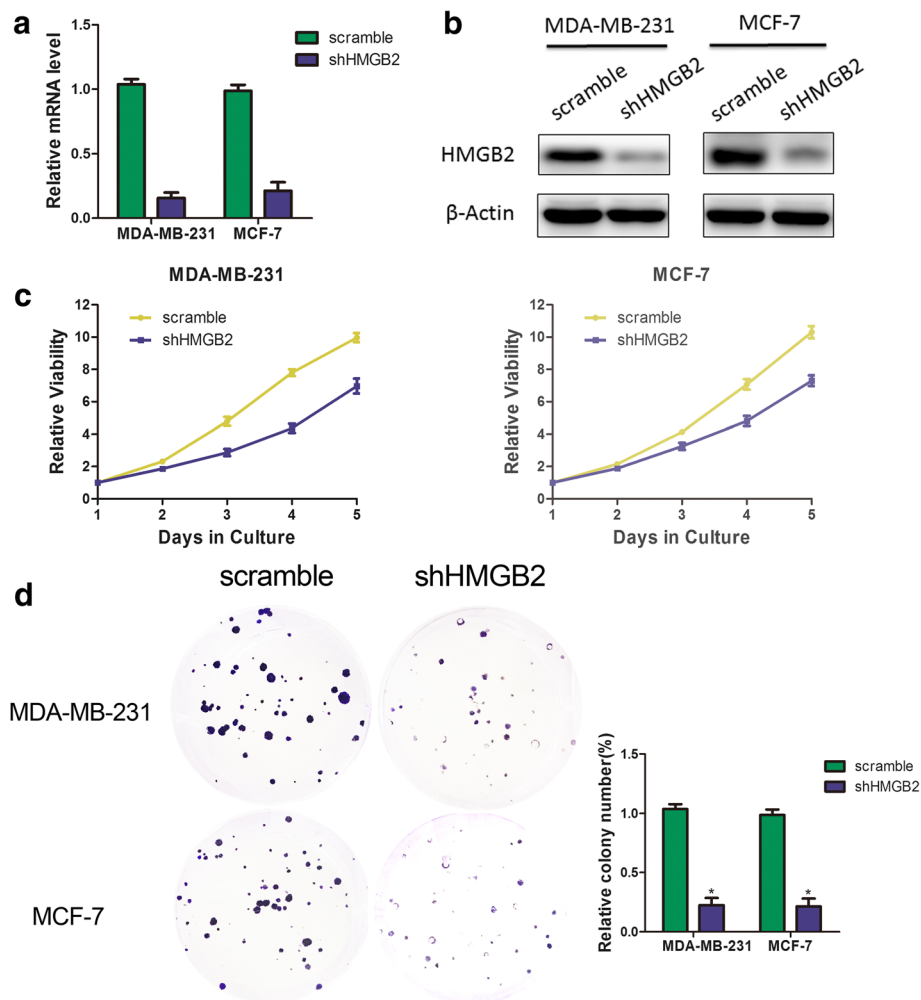 a
Relative mRNA level
1.5
1.0
0.5
0.0
scramble
shHMGB2
MDA-MB-231
MCF-7
b
MDA-MB-231
MCF-7
scramble
shHMGB2
scramble
shHMGB2
HMGB2
β-Actin
c
MDA-MB-231
Relative Viability
12
10
8
6
4
2
0
scramble
shHMGB2
1
2
3
4
5
Days in Culture
MCF-7
Relative Viability
12
10
8
6
4
2
0
scramble
shHMGB2
1
2
3
4
5
Days in Culture
d
scramble
shHMGB2
MDA-MB-231
MCF-7
Relative colony number(%)
1.5
1.0
0.5
0.0
scramble
shHMGB2
*
*
MDA-MB-231
MCF-7